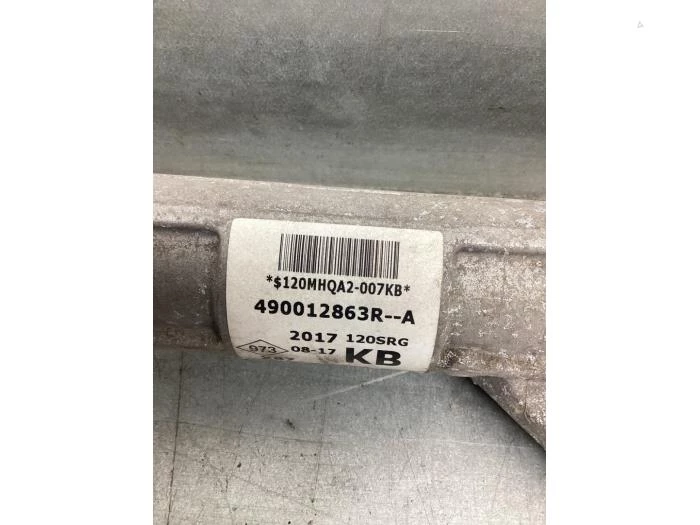 *$120MHQA2-007KB*
490012863R--A
2017 120SRG
973 08-17 KB